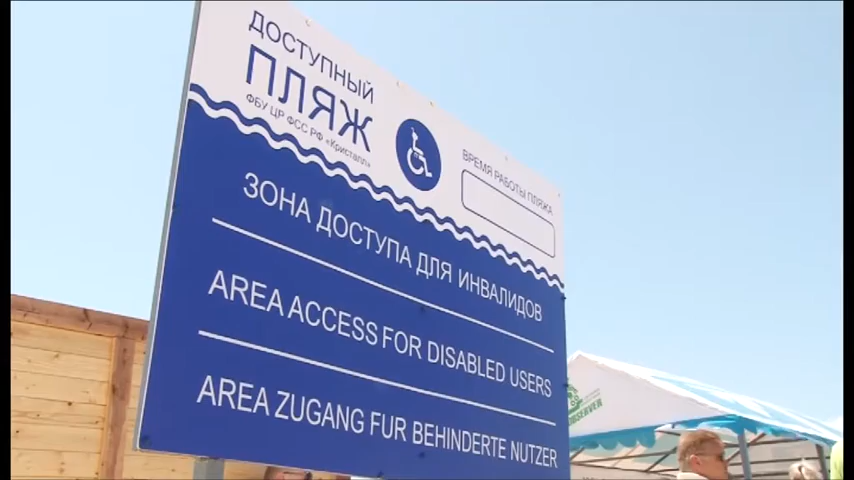 ДОСТУПНЫЙ
ПЛЯЖ
ФБУ ЦР ФСС РФ «Кристалл»
ВРЕМЯ РАБОТЫ ПЛЯЖА
ЗОНА ДОСТУПА ДЛЯ ИНВАЛИДОВ
AREA ACCESS FOR DISABLED USERS
AREA ZUGANG FUR BEHINDERTE NUTZER